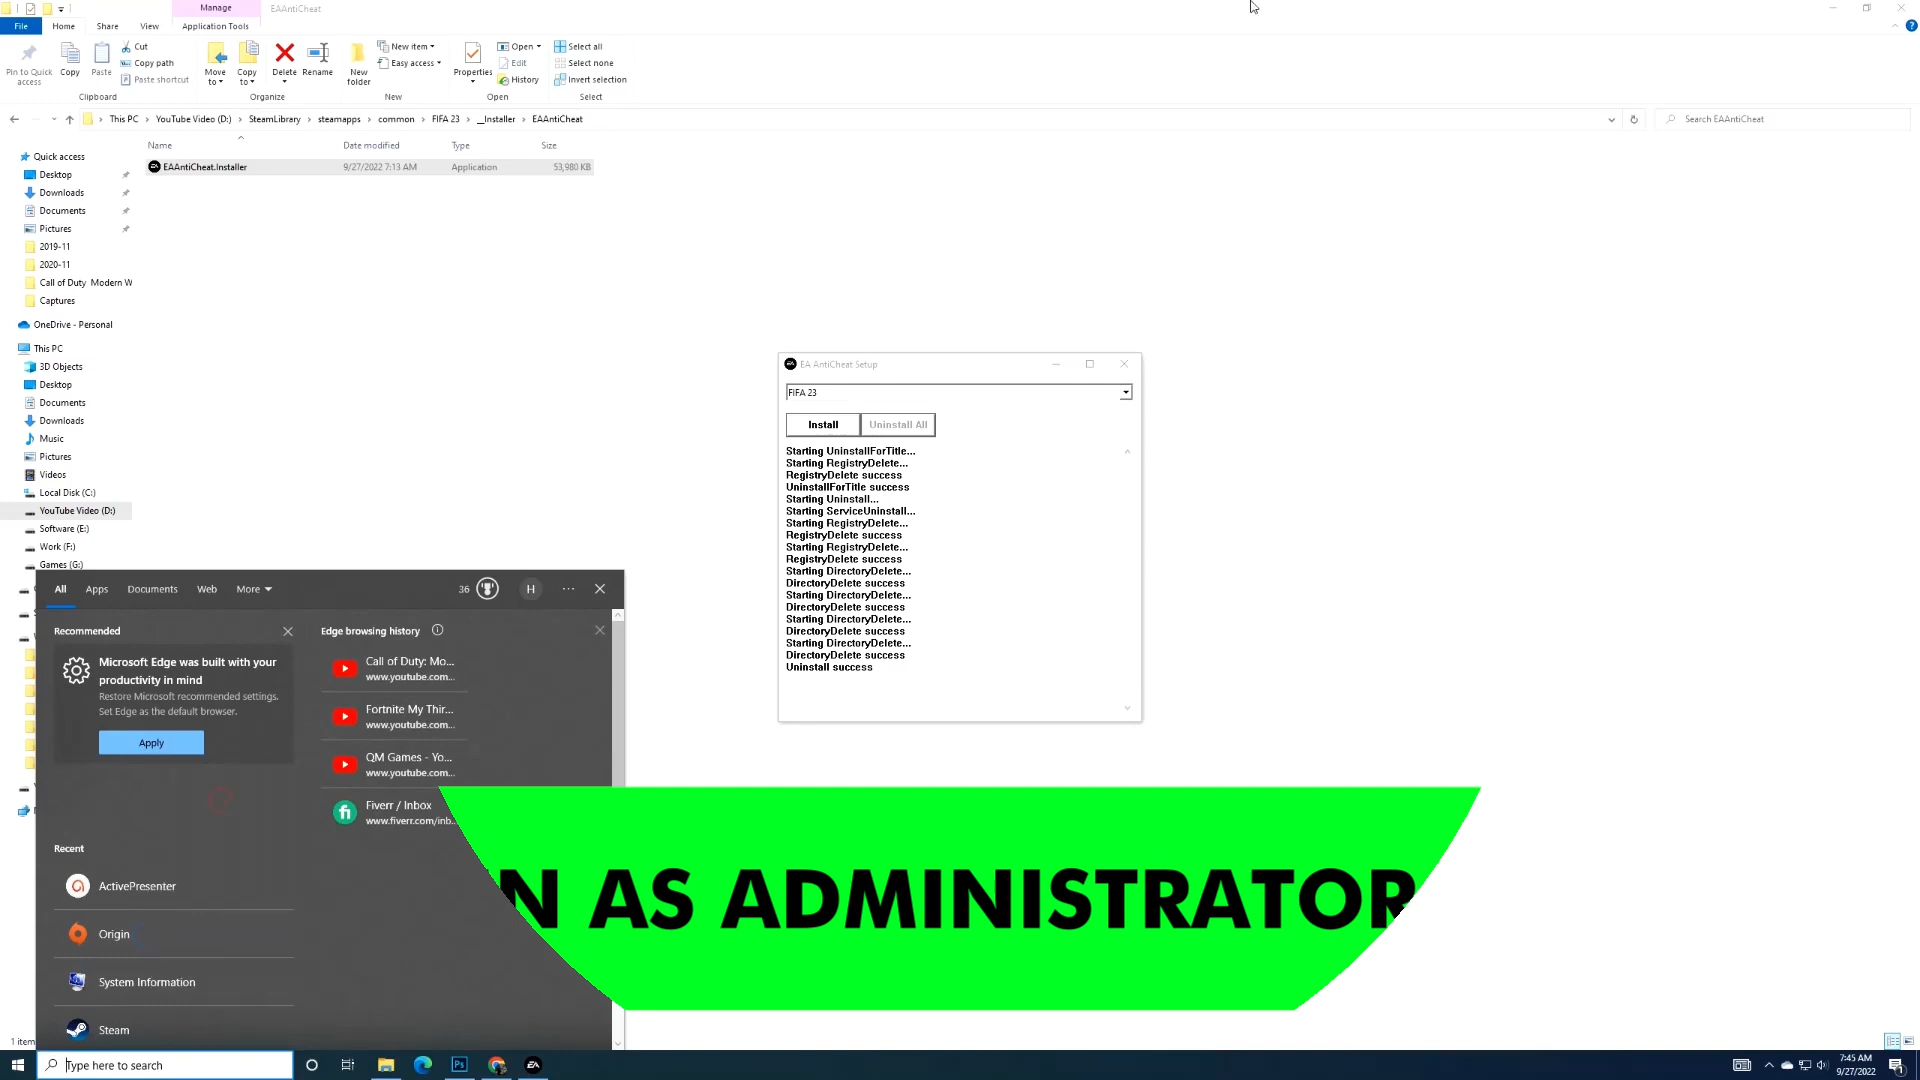 Manage
EAAntiCheat
File
Home
Share
View
Application Tools
Pin to Quick access
Copy
Paste
Cut
Copy path
Paste shortcut
Clipboard
Move to
Copy to
Delete
Rename
Organize
New folder
New item
Easy access
New
Properties
Open
Edit
History
Open
Select all
Select none
Invert selection
Select
This PC > YouTube Video (D:) > SteamLibrary > steamapps > common > FIFA 23 > __Installer > EAAntiCheat
Search EAAntiCheat
Name
Date modified
Type
Size
EAAntiCheat.Installer
9/27/2022 7:13 AM
Application
53,980 KB
Quick access
Desktop
Downloads
Documents
Pictures
2019-11
2020-11
Call of Duty Modern W
Captures
OneDrive - Personal
This PC
3D Objects
Desktop
Documents
Downloads
Music
Pictures
Videos
Local Disk (C:)
YouTube Video (D:)
Software (E:)
Work (F:)
Games (G:)
EA AntiCheat Setup
FIFA 23
Install
Uninstall All
Starting UninstallForTitle...
Starting RegistryDelete...
RegistryDelete success
UninstallForTitle success
Starting Uninstall...
Starting ServiceUninstall...
Starting RegistryDelete...
RegistryDelete success
Starting RegistryDelete...
RegistryDelete success
Starting DirectoryDelete...
DirectoryDelete success
Starting DirectoryDelete...
DirectoryDelete success
Starting DirectoryDelete...
DirectoryDelete success
Starting DirectoryDelete...
DirectoryDelete success
Uninstall success
All
Apps
Documents
Web
More
36
H
Recommended
Microsoft Edge was built with your
productivity in mind
Restore Microsoft recommended settings.
Set Edge as the default browser.
Apply
Edge browsing history
Call of Duty: Mo...
www.youtube.com...
Fortnite My Thir...
www.youtube.com...
QM Games - Yo...
www.youtube.com...
Fiverr / Inbox
www.fiverr.com/inb...
Recent
ActivePresenter
Origin
System Information
Steam
N AS ADMINISTRATOR
1 item
Type here to search
Ps
7:45 AM
9/27/2022
1